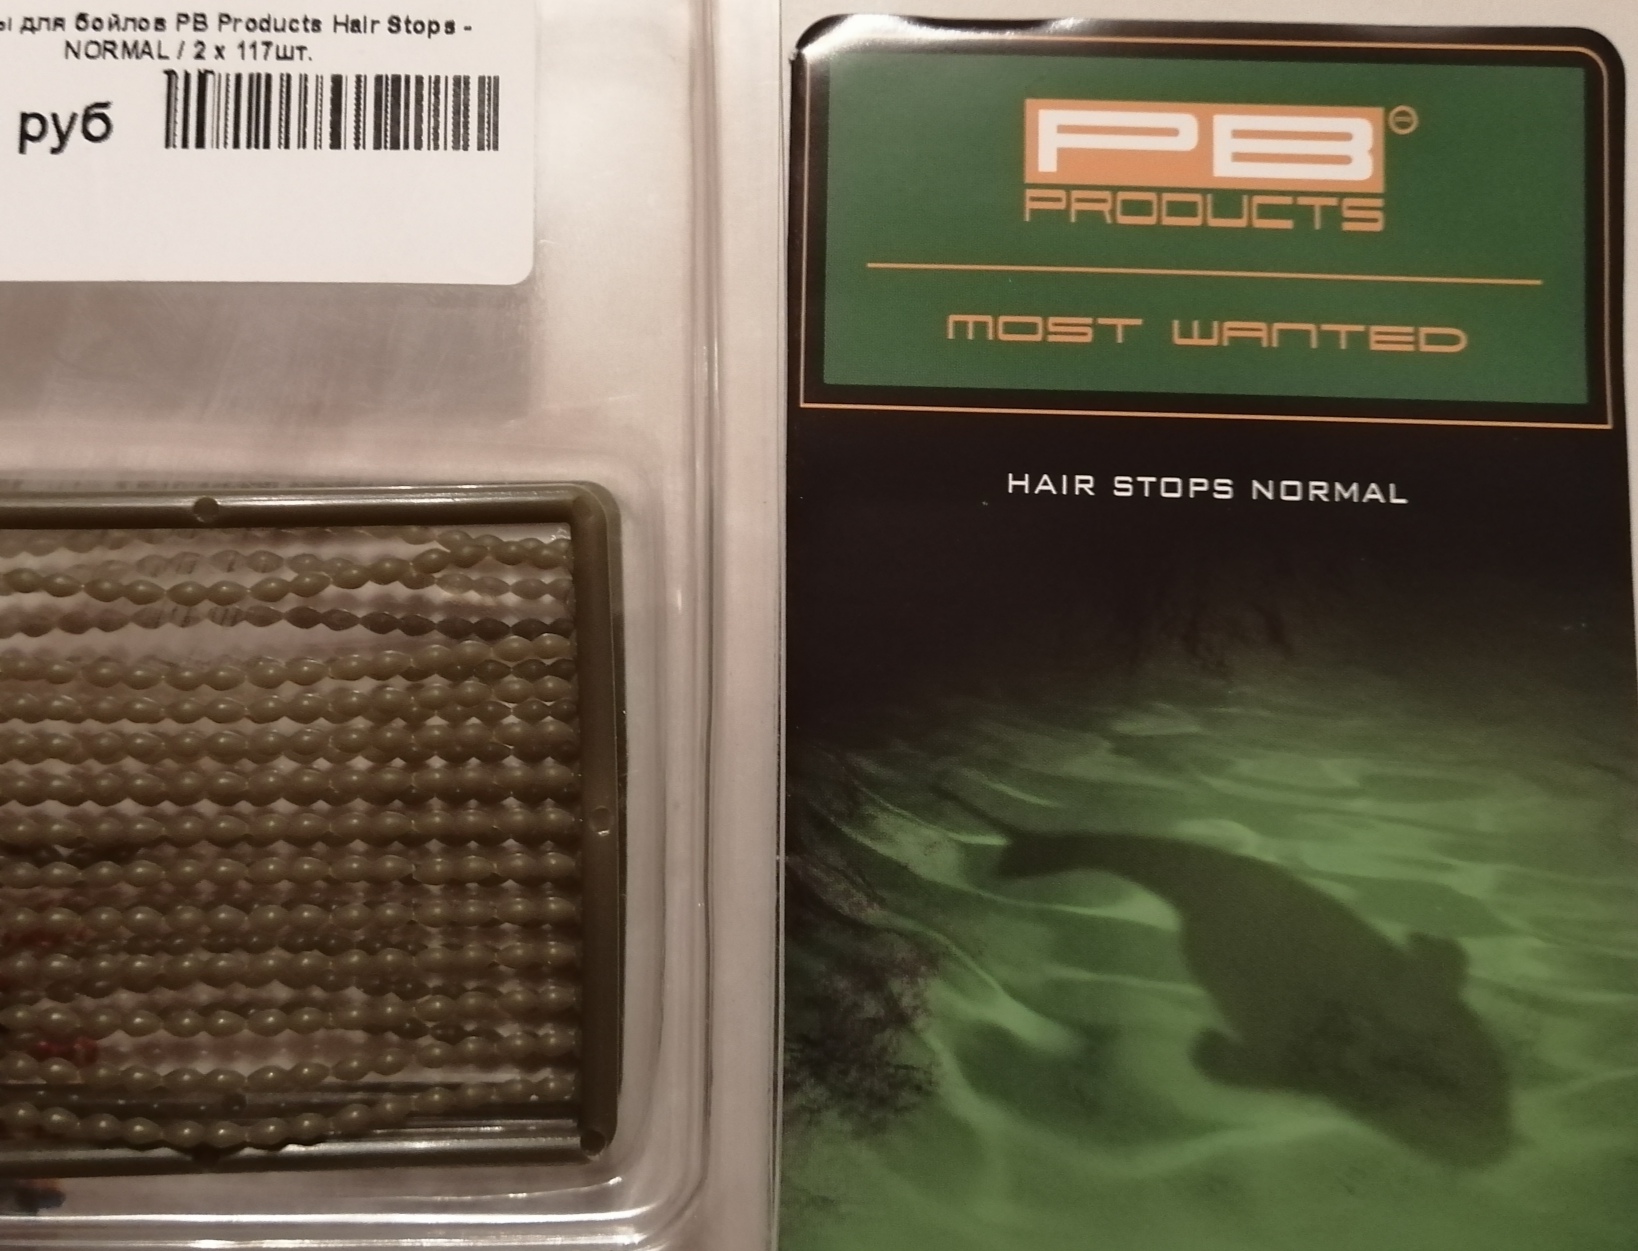 для бойлов PB Products Hair Stops -
NORMAL / 2 x 117шт.
руб
PB
PRODUCTS
MOST WANTED
HAIR STOPS NORMAL